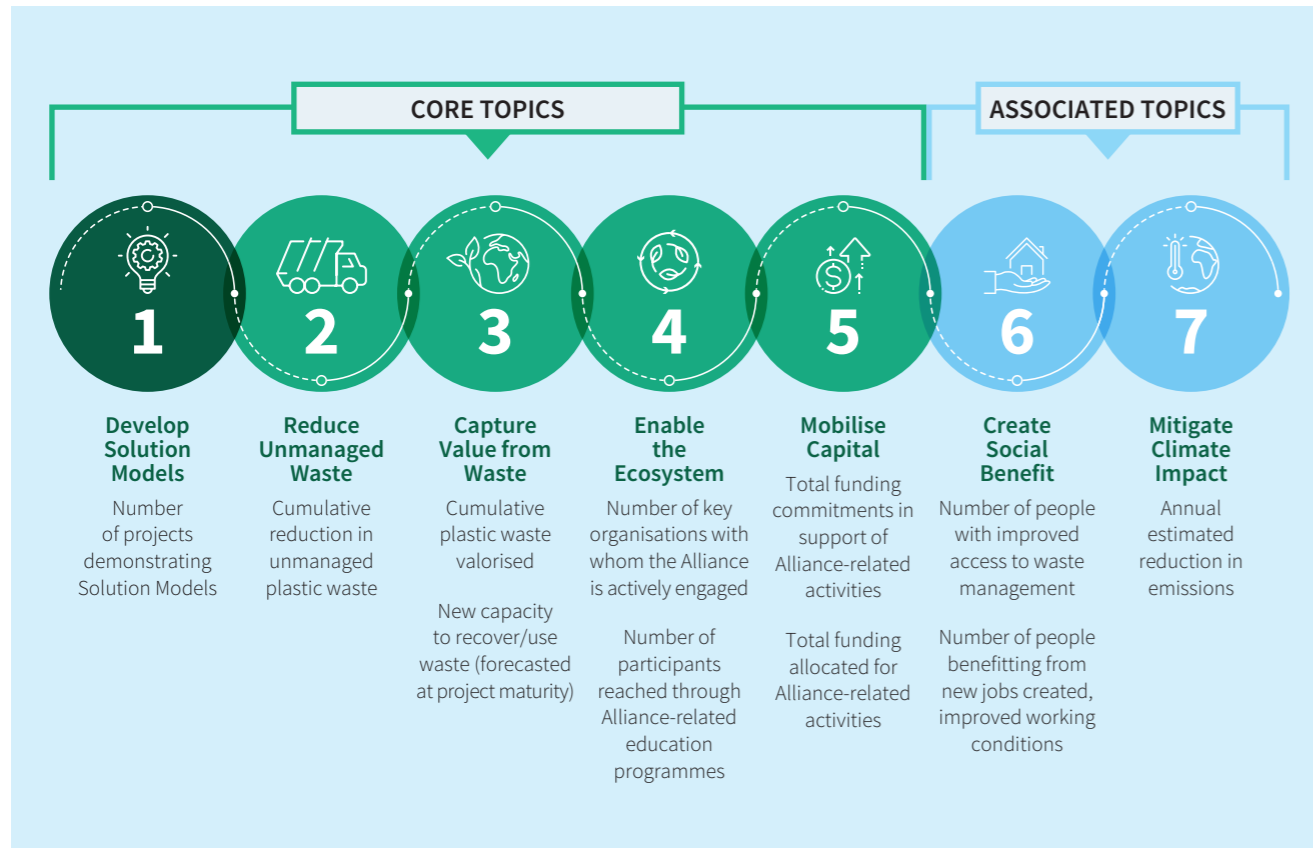 CORE TOPICS
ASSOCIATED TOPICS
1
Develop
Solution
Models
Number
of projects
demonstrating
Solution Models
2
Reduce
Unmanaged
Waste
Cumulative
reduction in
unmanaged
plastic waste
3
Capture
Value from
Waste
Cumulative
plastic waste
valorised
New capacity
to recover/use
waste (forecasted
at project maturity)
4
Enable
the
Ecosystem
Number of key
organisations with
whom the Alliance
is actively engaged
Number of
participants
reached through
Alliance-related
education
programmes
5
Mobilise
Capital
Total funding
commitments in
support of
Alliance-related
activities
Total funding
allocated for
Alliance-related
activities
6
Create
Social
Benefit
Number of people
with improved
access to waste
management
Number of people
benefitting from
new jobs created,
improved working
conditions
7
Mitigate
Climate
Impact
Annual
estimated
reduction in
emissions